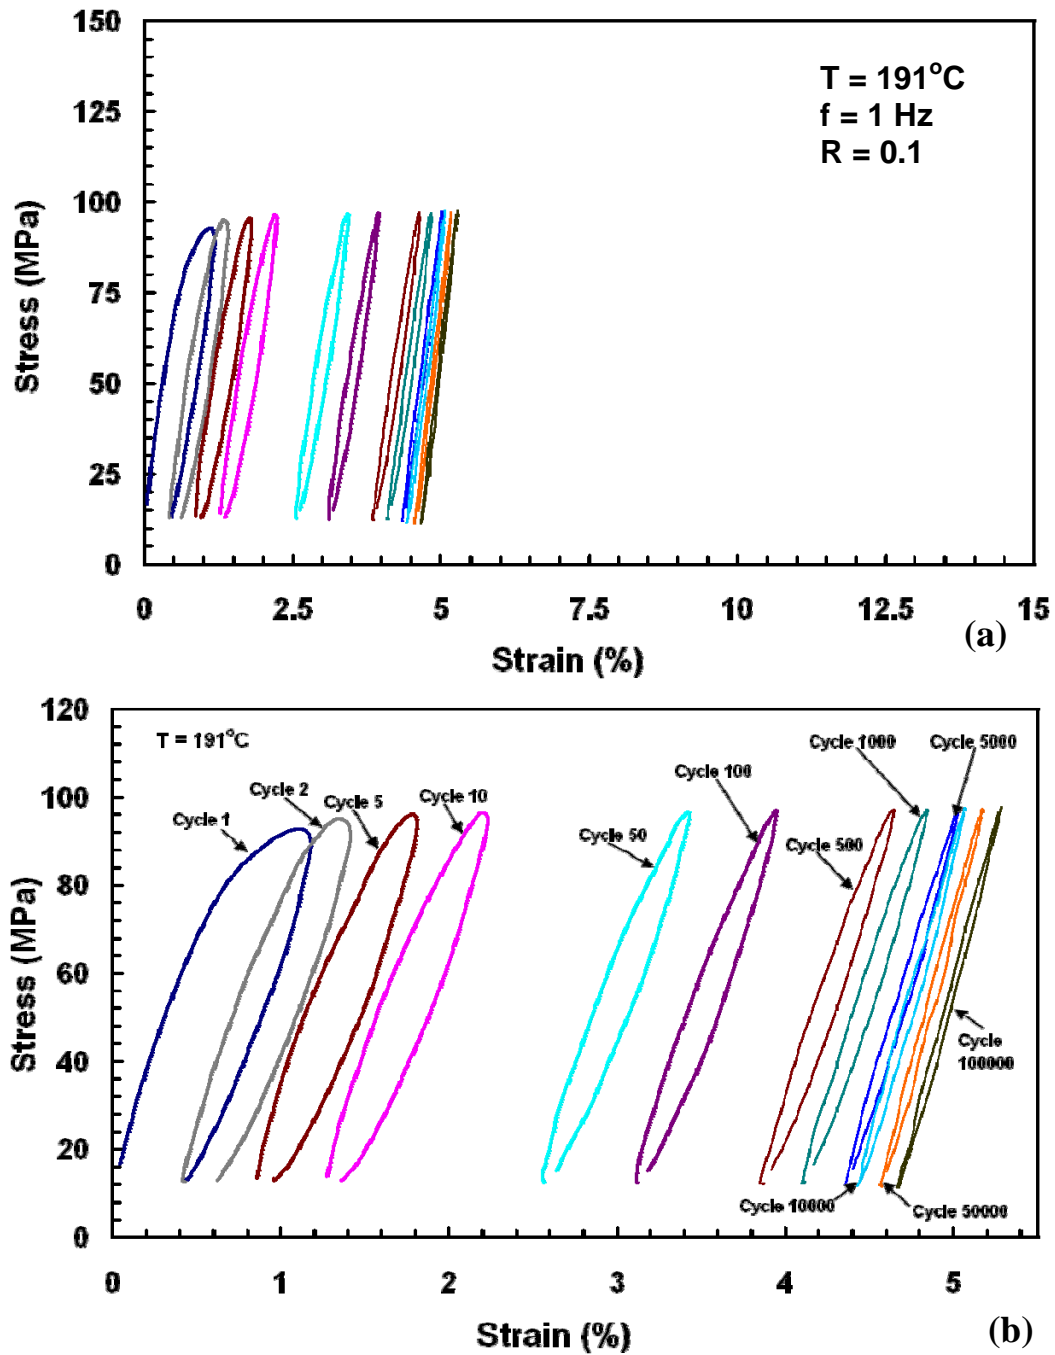 150
125
100
75
50
25
0
Stress (MPa)
T = 191°C
f = 1 Hz
R = 0.1
0 2.5 5 7.5 10 12.5 15
Strain (%)
(a)
120
100
80
60
40
20
0
Stress (MPa)
T = 191°C
Cycle 1
Cycle 2
Cycle 5
Cycle 10
Cycle 50
Cycle 100
Cycle 500
Cycle 1000
Cycle 5000
Cycle
100000
Cycle 10000
Cycle 50000
0 1 2 3 4 5
Strain (%)
(b)